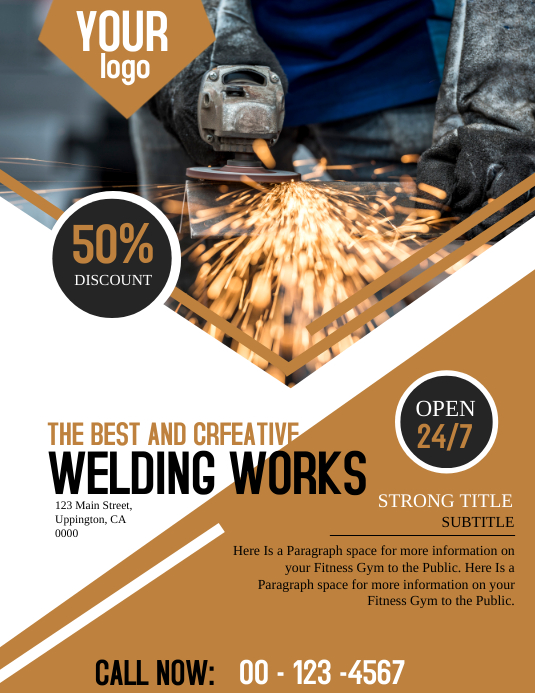 YOUR
logo
50%
DISCOUNT
OPEN
24/7
THE BEST AND CRFEATIVE
WELDING WORKS
123 Main Street,
Uppington, CA
0000
STRONG TITLE
SUBTITLE
Here Is a Paragraph space for more information on
your Fitness Gym to the Public. Here Is a
Paragraph space for more information on your
Fitness Gym to the Public.
CALL NOW: 00 - 123 -4567